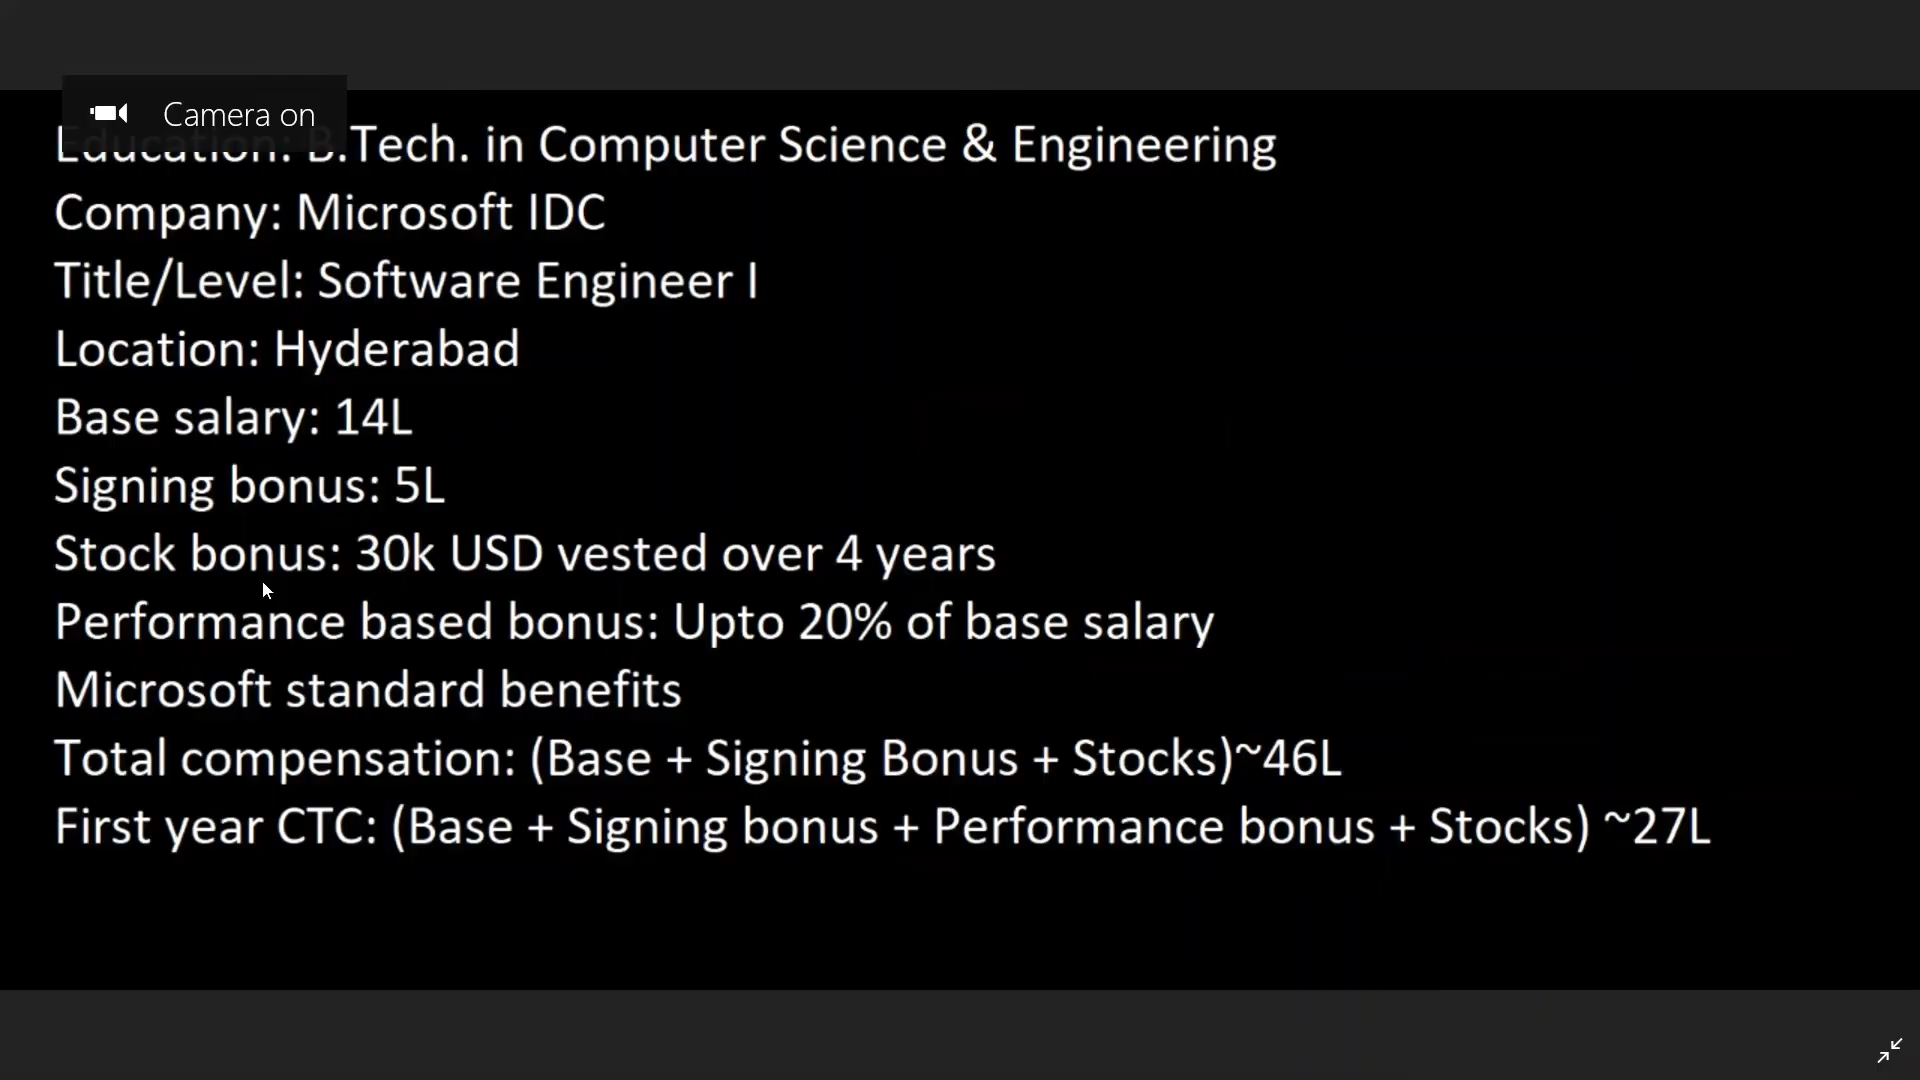 Camera on
Education: B.Tech. in Computer Science & Engineering
Company: Microsoft IDC
Title/Level: Software Engineer I
Location: Hyderabad
Base salary: 14L
Signing bonus: 5L
Stock bonus: 30k USD vested over 4 years
Performance based bonus: Upto 20% of base salary
Microsoft standard benefits
Total compensation: (Base + Signing Bonus + Stocks)~46L
First year CTC: (Base + Signing bonus + Performance bonus + Stocks) ~27L